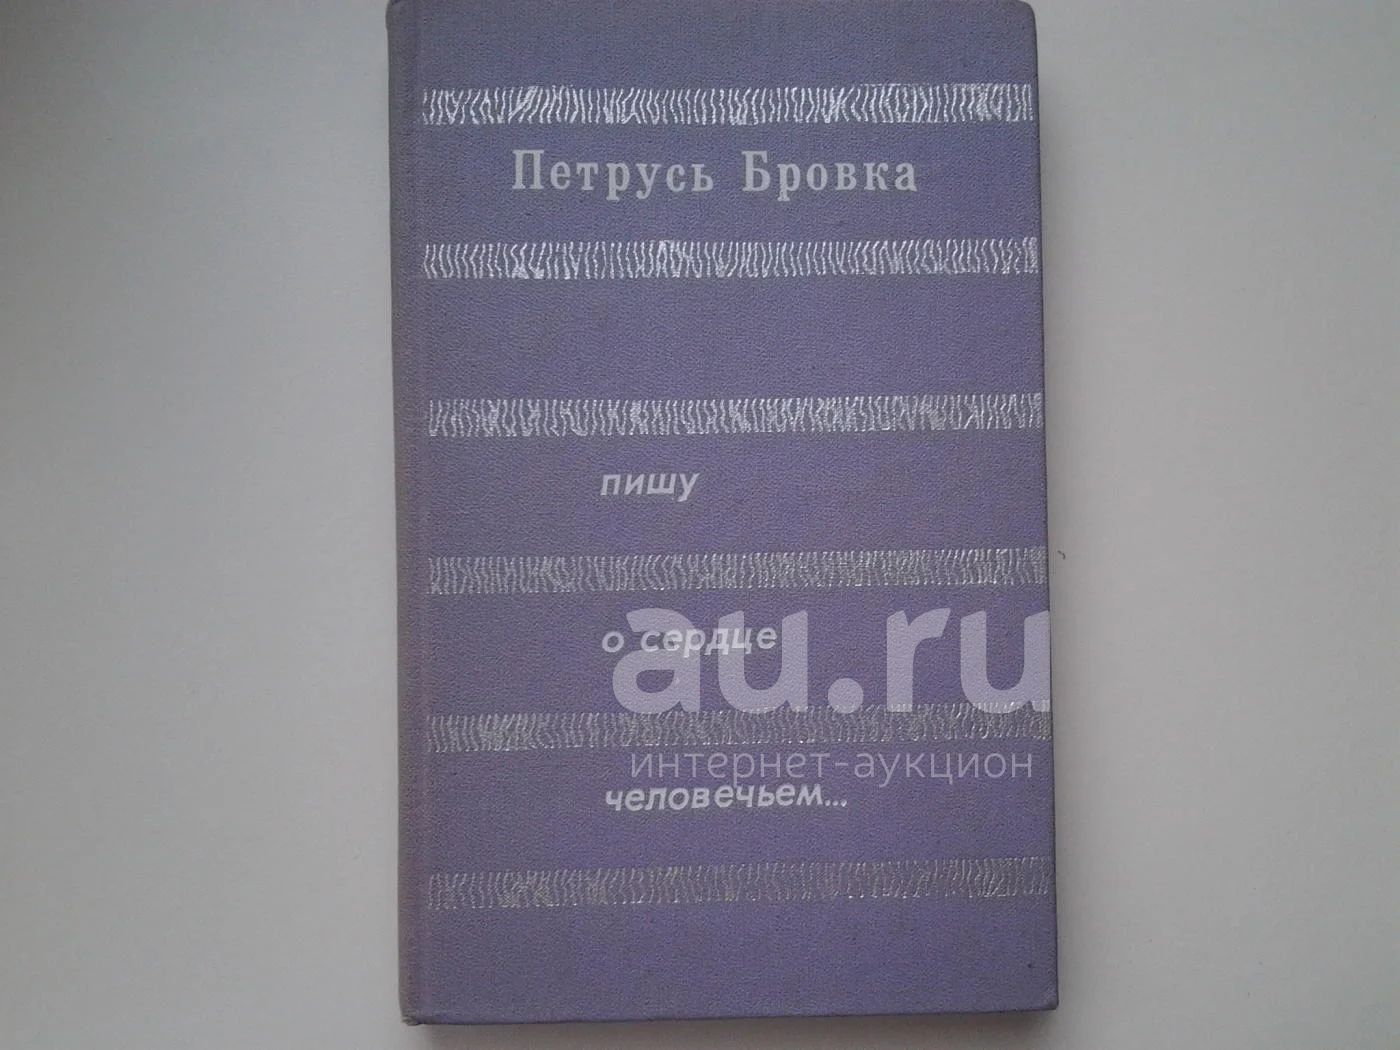 Петрусь Бровка
пишу
о сердце
au.ru
интернет-аукцион
человечьем...